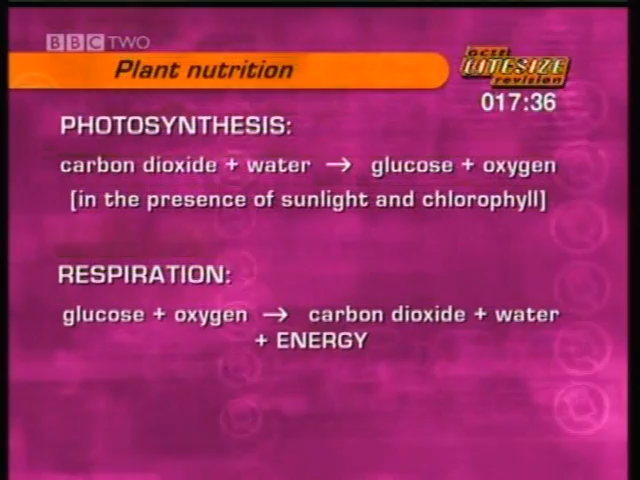 BBC TWO
Plant nutrition
GCSE
BITESIZE
revision
017:36
PHOTOSYNTHESIS:
carbon dioxide + water → glucose + oxygen
[in the presence of sunlight and chlorophyll]
RESPIRATION:
glucose + oxygen → carbon dioxide + water
+ ENERGY